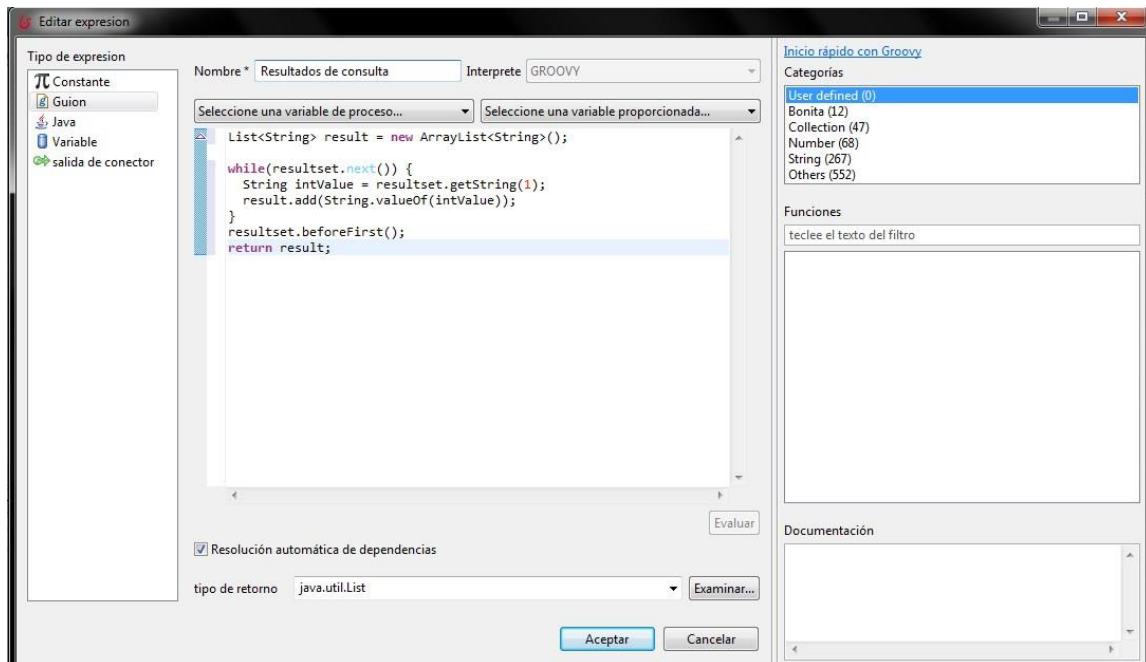 Editar expresion
Tipo de expresion
Constante
Guion
Java
Variable
salida de conector
Nombre * Resultados de consulta Interprete GROOVY
Seleccione una variable de proceso... Seleccione una variable proporcionada...
List<String> result = new ArrayList<String>();
while(resultset.next()) {
String intValue = resultset.getString(1);
result.add(String.valueOf(intValue));
}
resultset.beforeFirst();
return result;
Evaluar
Resolución automática de dependencias
tipo de retorno java.util.List Examinar...
Aceptar Cancelar
Inicio rápido con Groovy
Categorías
User defined (0)
Bonita (12)
Collection (47)
Number (68)
String (267)
Others (552)
Funciones
teclee el texto del filtro
Documentación